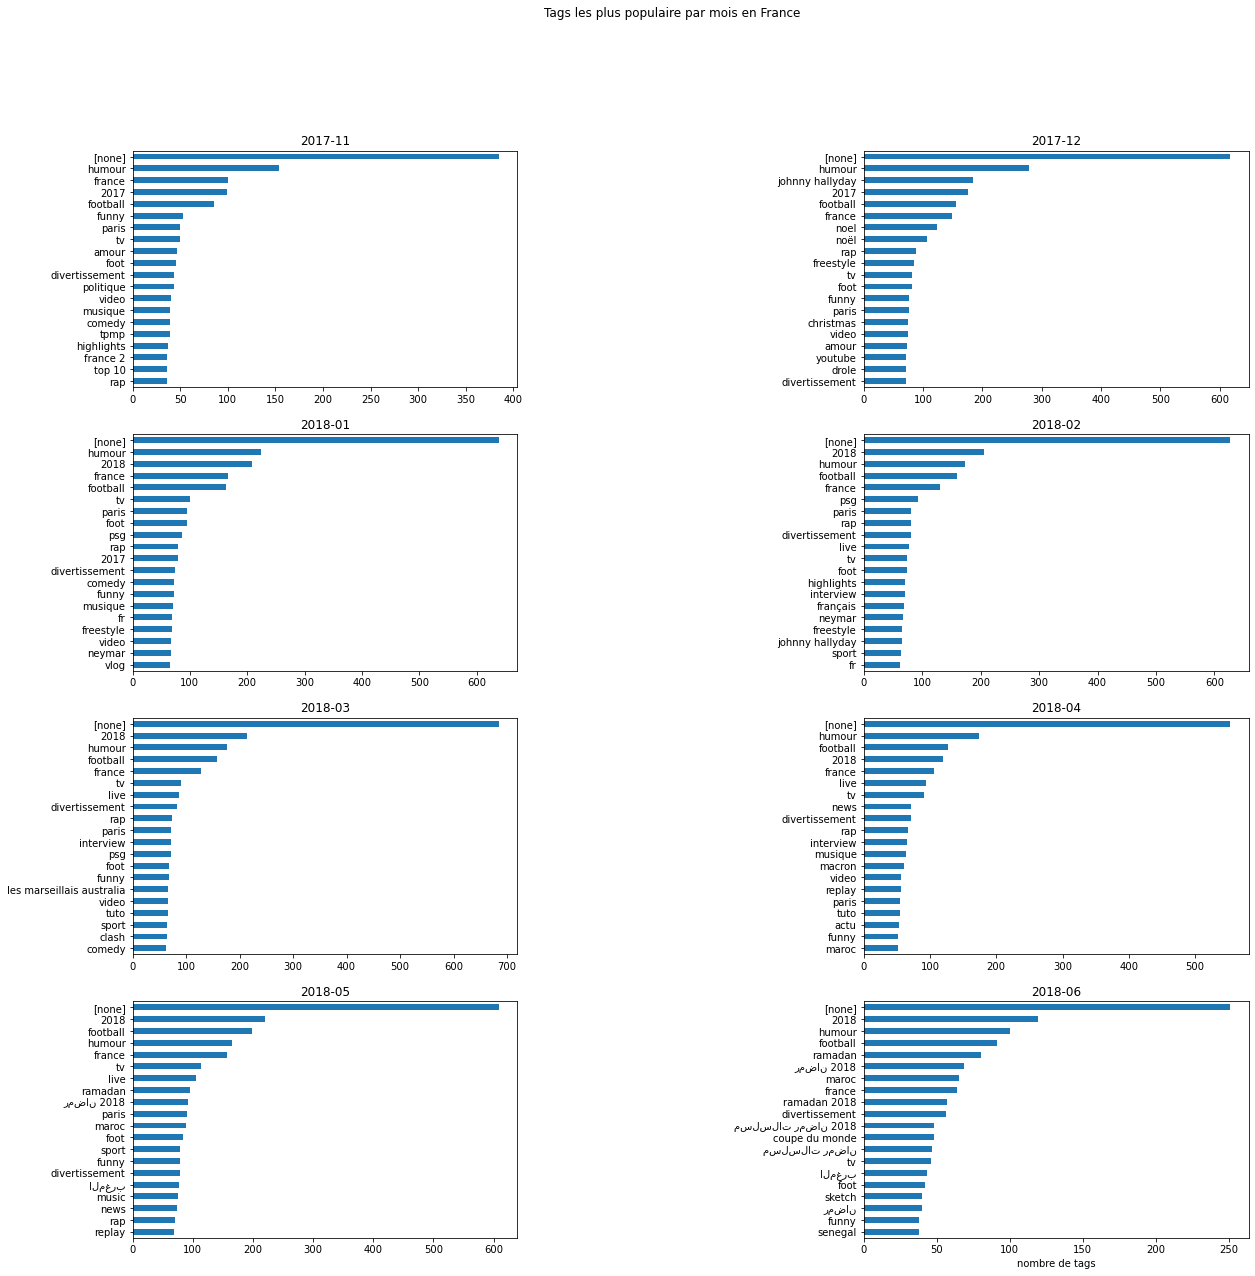 Tags les plus populaire par mois en France
2017-11
[none]
humour
france
2017
football
funny
paris
tv
amour
foot
divertissement
politique
video
musique
comedy
tpmp
highlights
france 2
top 10
rap
0 50 100 150 200 250 300 350 400
2017-12
[none]
humour
johnny hallyday
2017
football
france
noel
noël
rap
freestyle
tv
foot
funny
paris
christmas
video
amour
youtube
drole
divertissement
0 100 200 300 400 500 600
2018-01
[none]
humour
2018
france
football
tv
paris
foot
psg
rap
2017
divertissement
comedy
funny
musique
fr
freestyle
video
neymar
vlog
0 100 200 300 400 500 600
2018-02
[none]
2018
humour
football
france
psg
paris
rap
divertissement
live
tv
foot
highlights
interview
français
neymar
freestyle
johnny hallyday
sport
fr
0 100 200 300 400 500 600
2018-03
[none]
2018
humour
football
france
tv
live
divertissement
rap
paris
interview
psg
foot
funny
les marseillais australia
video
tuto
sport
clash
comedy
0 100 200 300 400 500 600 700
2018-04
[none]
humour
football
2018
france
live
tv
news
divertissement
rap
interview
musique
macron
video
replay
paris
tuto
actu
funny
maroc
0 100 200 300 400 500
2018-05
[none]
2018
football
humour
france
tv
live
ramadan
رمضان 2018
paris
maroc
foot
sport
funny
divertissement
المغرب
music
news
rap
replay
0 100 200 300 400 500 600
2018-06
[none]
2018
humour
football
ramadan
رمضان 2018
maroc
france
ramadan 2018
divertissement
مسلسلات رمضان 2018
coupe du monde
مسلسلات رمضان
tv
المغرب
foot
sketch
رمضان
funny
senegal
0 50 100 150 200 250
nombre de tags